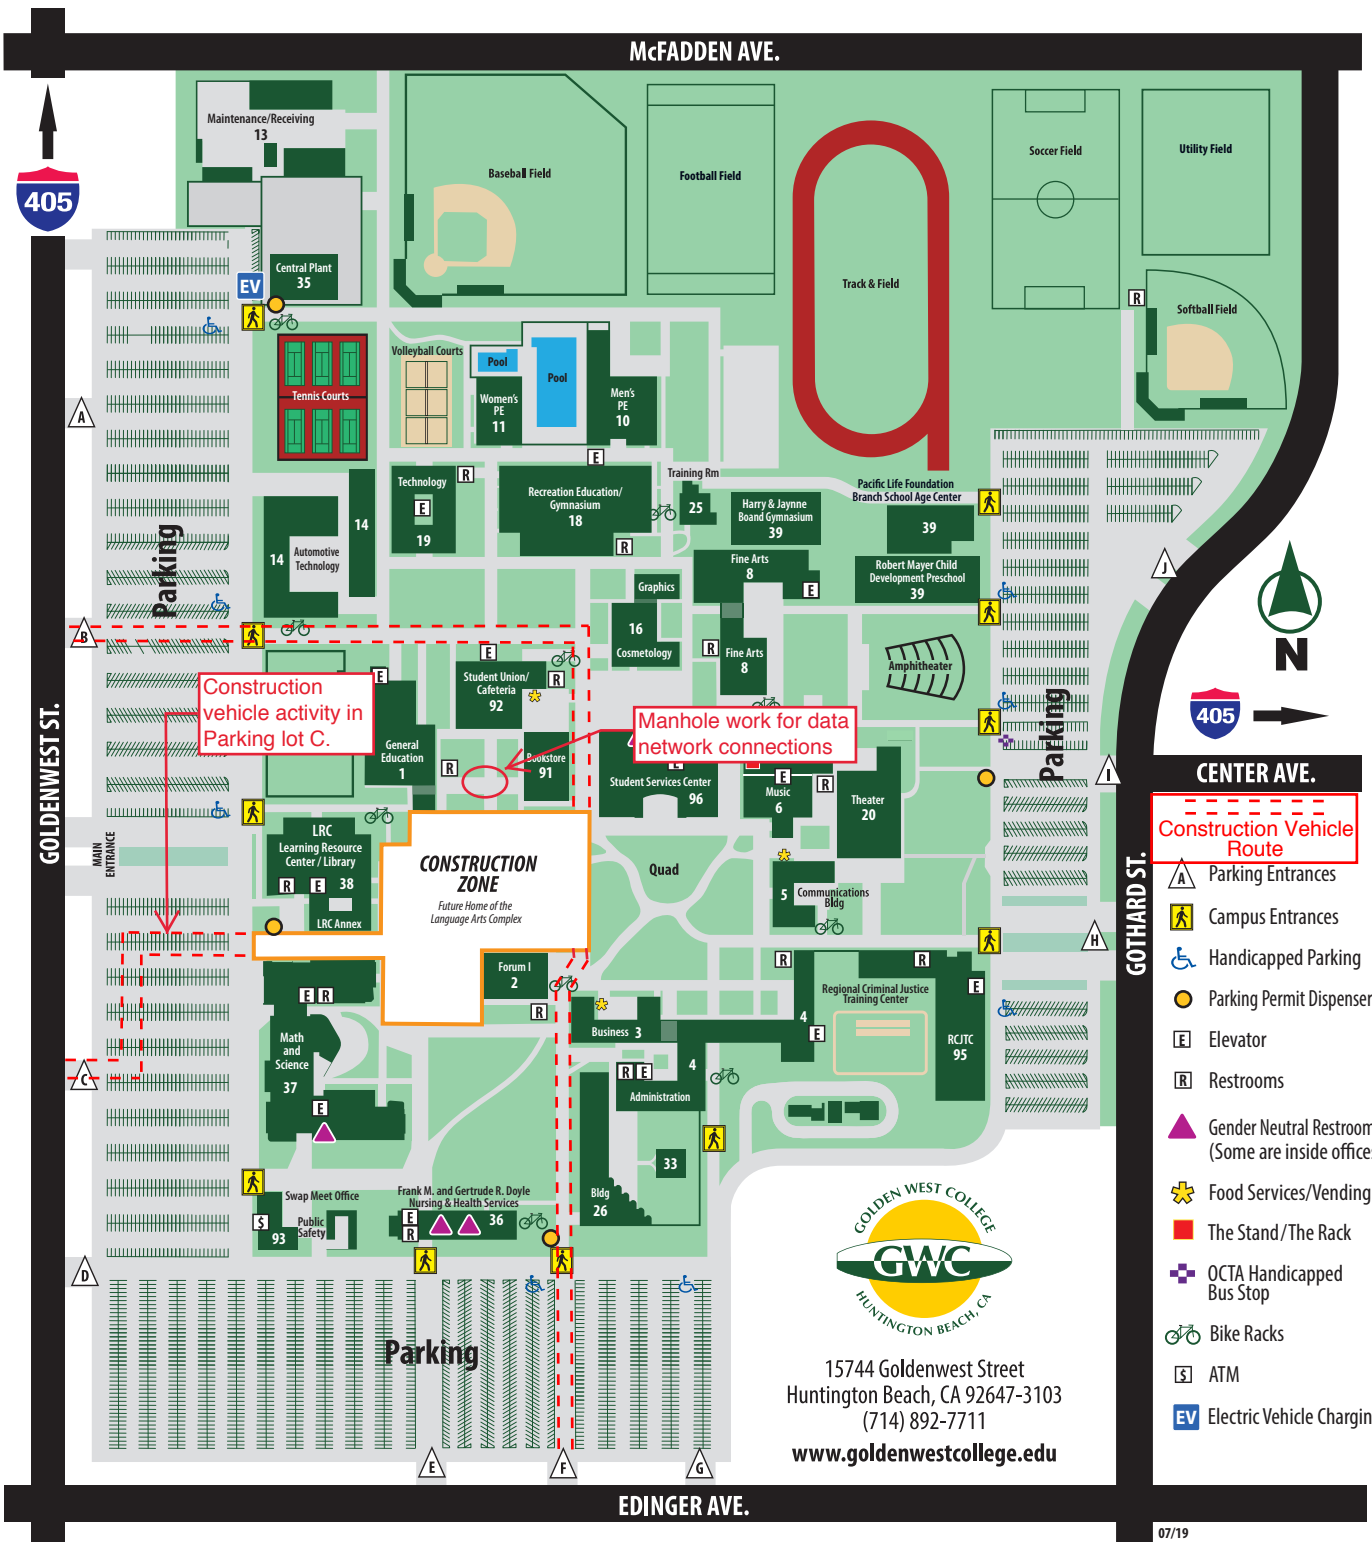 McFADDEN AVE.
405
Maintenance/Receiving
13
Baseball Field
Football Field
Track & Field
Soccer Field
Utility Field
Softball Field
R
Central Plant
35
EV
Tennis Courts
Volleyball Courts
Pool
Pool
Women's
PE
11
Men's
PE
10
A
Parking
Technology
E
19
R
E
Recreation Education/
Gymnasium
18
R
Training Rm
25
Harry & Jaynne
Boand Gymnasium
39
Pacific Life Foundation
Branch School Age Center
39
Robert Mayer Child
Development Preschool
39
14
14
Automotive
Technology
Fine Arts
8
E
Graphics
16
Cosmetology
R
Fine Arts
8
Amphitheater
J
N
405
B
E
Student Union/
Cafeteria
92
R
E
Construction
vehicle activity in
Parking lot C.
Manhole work for data
network connections
General
Education
1
R
Bookstore
91
E
Student Services Center
96
E
Music
6
R
Theater
20
Parking
I
CENTER AVE.
GOLDENWEST ST.
MAIN
ENTRANCE
LRC
Learning Resource
Center / Library
R
E
38
LRC Annex
CONSTRUCTION
ZONE
Future Home of the
Language Arts Complex
Quad
5
Communications
Bldg
H
GOTHARD ST.
Construction Vehicle
Route
A
Parking Entrances
Campus Entrances
Handicapped Parking
Parking Permit Dispenser
E
Elevator
R
Restrooms
Gender Neutral Restroom
(Some are inside office
Food Services/Vending
The Stand/The Rack
OCTA Handicapped
Bus Stop
Bike Racks
$
ATM
EV
Electric Vehicle Chargin
Forum I
2
R
E
R
Math
and
Science
37
E
C
Business 3
R
R
Regional Criminal Justice
Training Center
4
E
E
RCJTC
95
4
R
E
Administration
33
Bldg
26
Swap Meet Office
$
93
Public
Safety
Frank M. and Gertrude R. Doyle
Nursing & Health Services
E
R
36
D
Parking
E
F
G
GOLDEN WEST COLLEGE
GWC
HUNTINGTON BEACH, CA
15744 Goldenwest Street
Huntington Beach, CA 92647-3103
(714) 892-7711
www.goldenwestcollege.edu
EDINGER AVE.
07/19